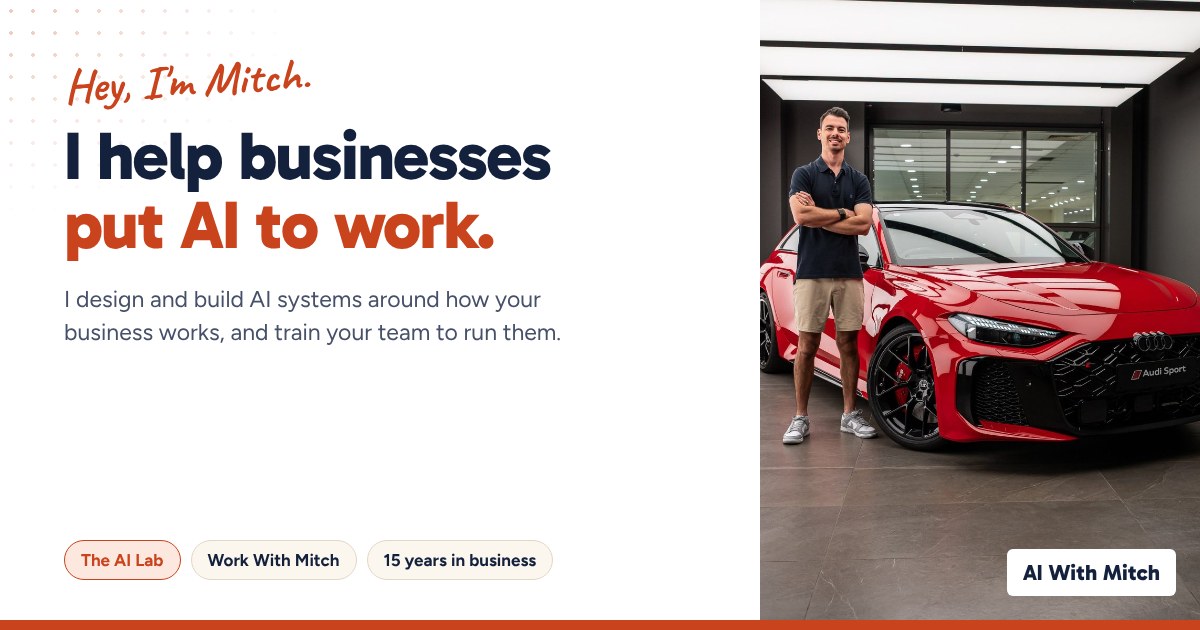 Hey, I'm Mitch.
I help businesses
put AI to work.
I design and build AI systems around how your
business works, and train your team to run them.
The AI Lab
Work With Mitch
15 years in business
Audi Sport
AI With Mitch